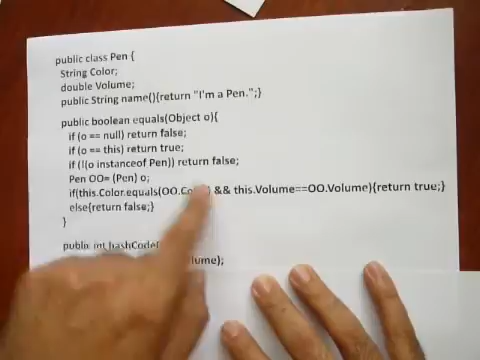 public class Pen {
String Color;
double Volume;
public String name(){return "I'm a Pen.";}
public boolean equals(Object o){
if (o == null) return false;
if (o == this) return true;
if (!(o instanceof Pen)) return false;
Pen OO= (Pen) o;
if(this.Color.equals(OO. && this.Volume==OO.Volume){return true;}
else{return false;}
}
public int hashCode(